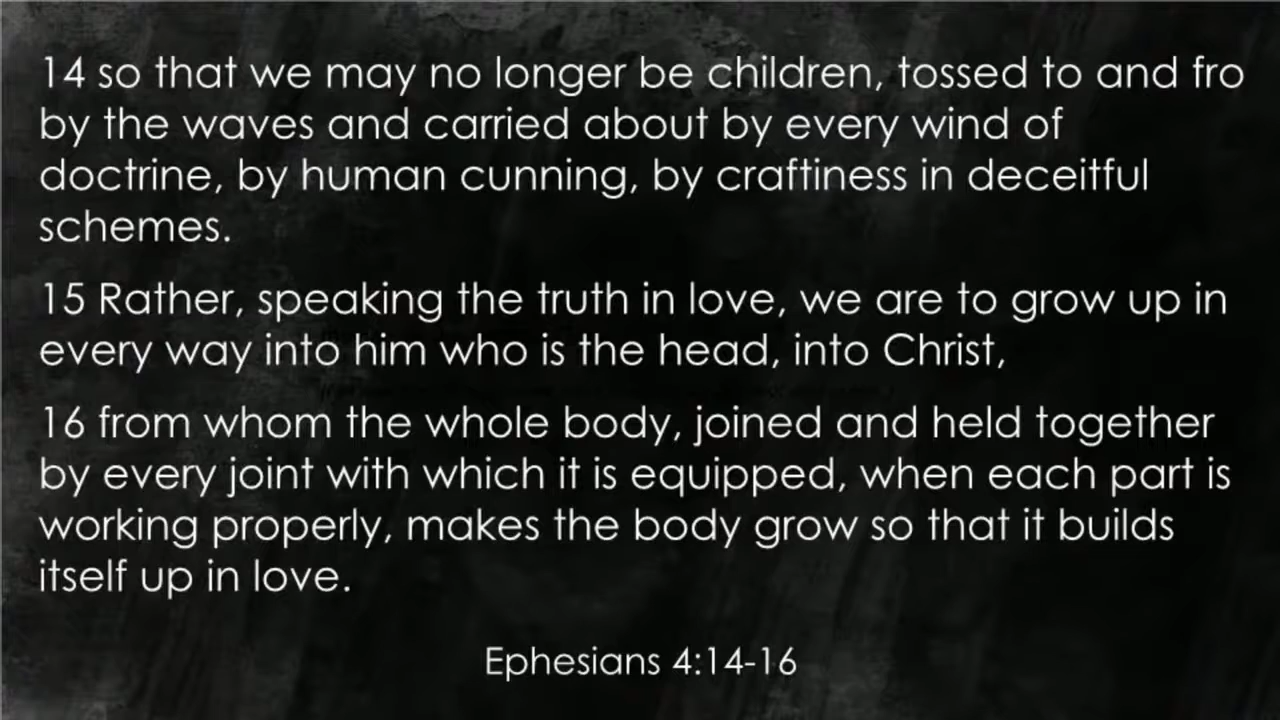 14 so that we may no longer be children, tossed to and fro
by the waves and carried about by every wind of
doctrine, by human cunning, by craftiness in deceitful
schemes.
15 Rather, speaking the truth in love, we are to grow up in
every way into him who is the head, into Christ,
16 from whom the whole body, joined and held together
by every joint with which it is equipped, when each part is
working properly, makes the body grow so that it builds
itself up in love.
Ephesians 4:14-16